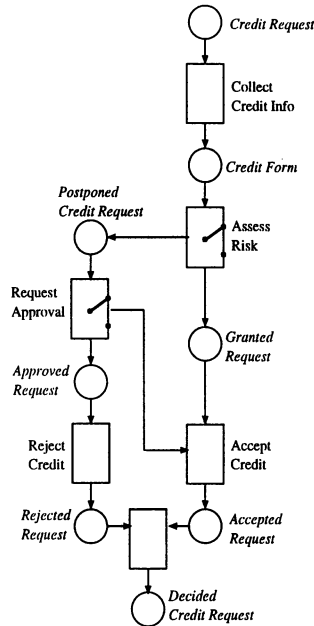 Credit Request
Collect
Credit Info
Credit Form
Postponed
Credit Request
Assess
Risk
Request
Approval
Granted
Request
Approved
Request
Reject
Credit
Accept
Credit
Rejected
Request
Accepted
Request
Decided
Credit Request